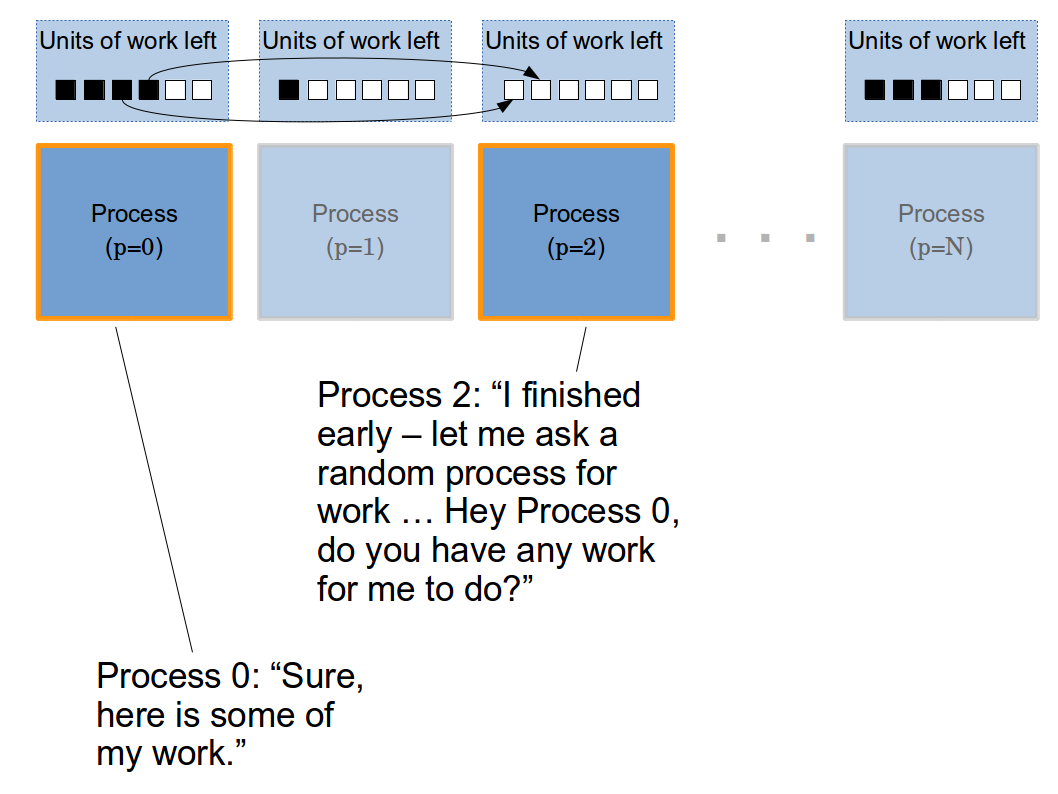 Units of work left
Units of work left
Units of work left
Units of work left
Process
(p=0)
Process
(p=1)
Process
(p=2)
. . .
Process
(p=N)
Process 2: “I finished
early – let me ask a
random process for
work … Hey Process 0,
do you have any work
for me to do?”
Process 0: “Sure,
here is some of
my work.”